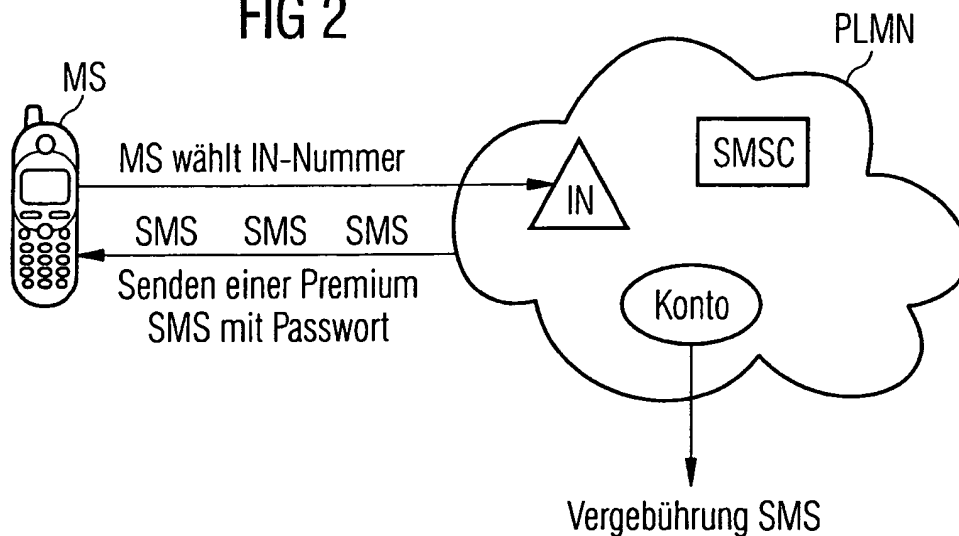 FIG 2
PLMN
MS
MS wählt IN-Nummer
SMSC
IN
SMS SMS SMS
Senden einer Premium
SMS mit Passwort
Konto
Vergebührung SMS